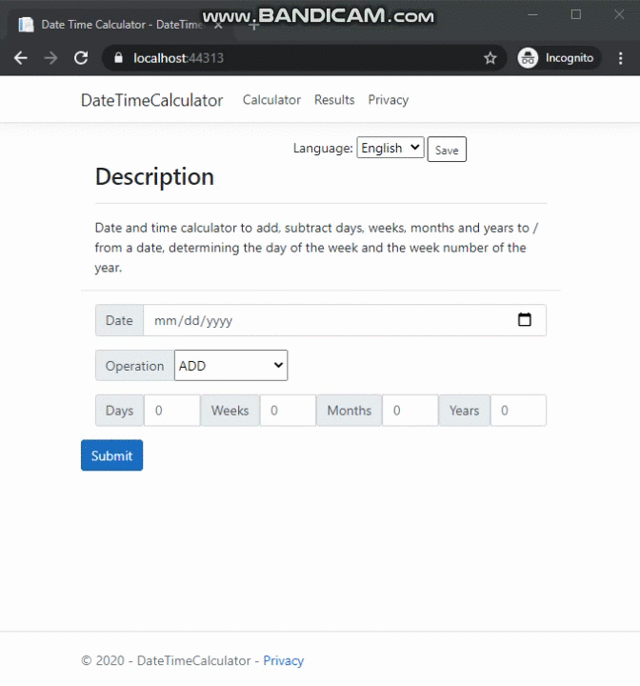 www.BANDICAM.com
Date Time Calculator - DateTime
localhost:44313
Incognito
DateTimeCalculator Calculator Results Privacy
Language: English Save
Description
Date and time calculator to add, subtract days, weeks, months and years to /
from a date, determining the day of the week and the week number of the
year.
Date mm/dd/yyyy
Operation ADD
Days 0 Weeks 0 Months 0 Years 0
Submit
© 2020 - DateTimeCalculator - Privacy